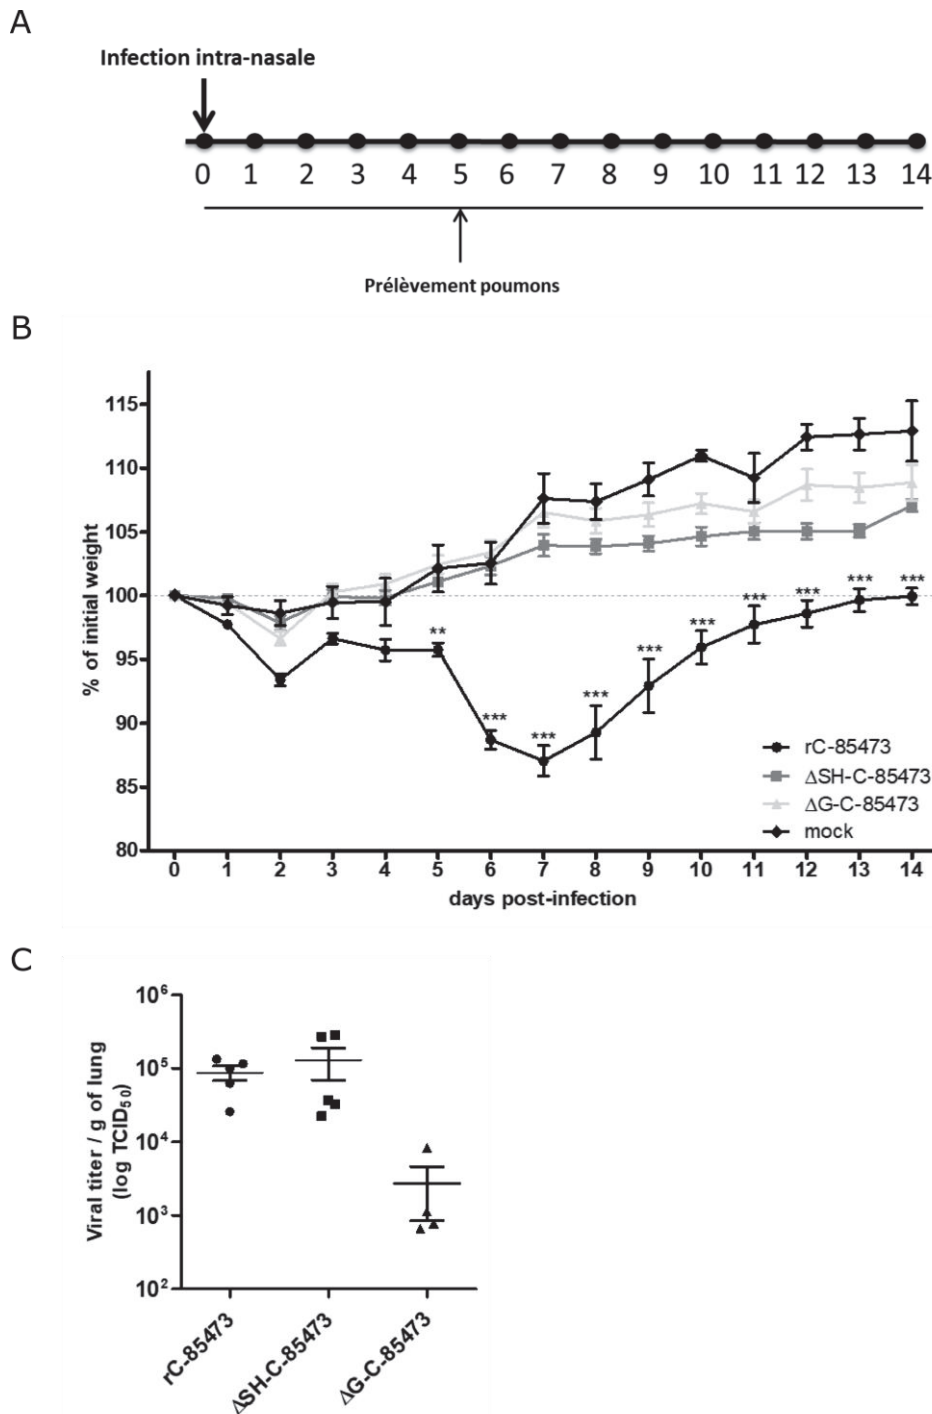 A
Infection intra-nasale
0 1 2 3 4 5 6 7 8 9 10 11 12 13 14
Prélèvement poumons
B
115
110
105
100
95
90
85
80
% of initial weight
** *** *** *** *** *** *** *** *** ***
rC-85473
ΔSH-C-85473
ΔG-C-85473
mock
0 1 2 3 4 5 6 7 8 9 10 11 12 13 14
days post-infection
C
10⁶
10⁵
10⁴
10³
10²
Viral titer / g of lung
(log TCID₅₀)
rC-85473
ΔSH-C-85473
ΔG-C-85473